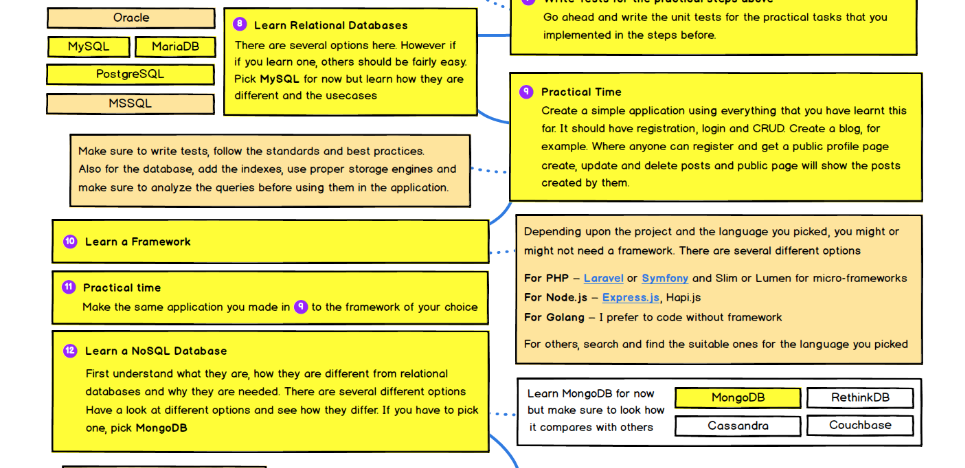 Write Tests for the practical steps above
Go ahead and write the unit tests for the practical tasks that you
implemented in the steps before.
Oracle
MySQL
MariaDB
PostgreSQL
MSSQL
8 Learn Relational Databases
There are several options here. However if
if you learn one, others should be fairly easy.
Pick MySQL for now but learn how they are
different and the usecases
9 Practical Time
Create a simple application using everything that you have learnt this
far. It should have registration, login and CRUD. Create a blog, for
example. Where anyone can register and get a public profile page
create, update and delete posts and public page will show the posts
created by them.
Make sure to write tests, follow the standards and best practices.
Also for the database, add the indexes, use proper storage engines and
make sure to analyze the queries before using them in the application.
10 Learn a Framework
Depending upon the project and the language you picked, you might or
might not need a framework. There are several different options
For PHP – Laravel or Symfony and Slim or Lumen for micro-frameworks
For Node.js – Express.js, Hapi.js
For Golang – I prefer to code without framework
For others, search and find the suitable ones for the language you picked
11 Practical time
Make the same application you made in 9 to the framework of your choice
12 Learn a NoSQL Database
First understand what they are, how they are different from relational
databases and why they are needed. There are several different options
Have a look at different options and see how they differ. If you have to pick
one, pick MongoDB
Learn MongoDB for now
but make sure to look how
it compares with others
MongoDB
RethinkDB
Cassandra
Couchbase